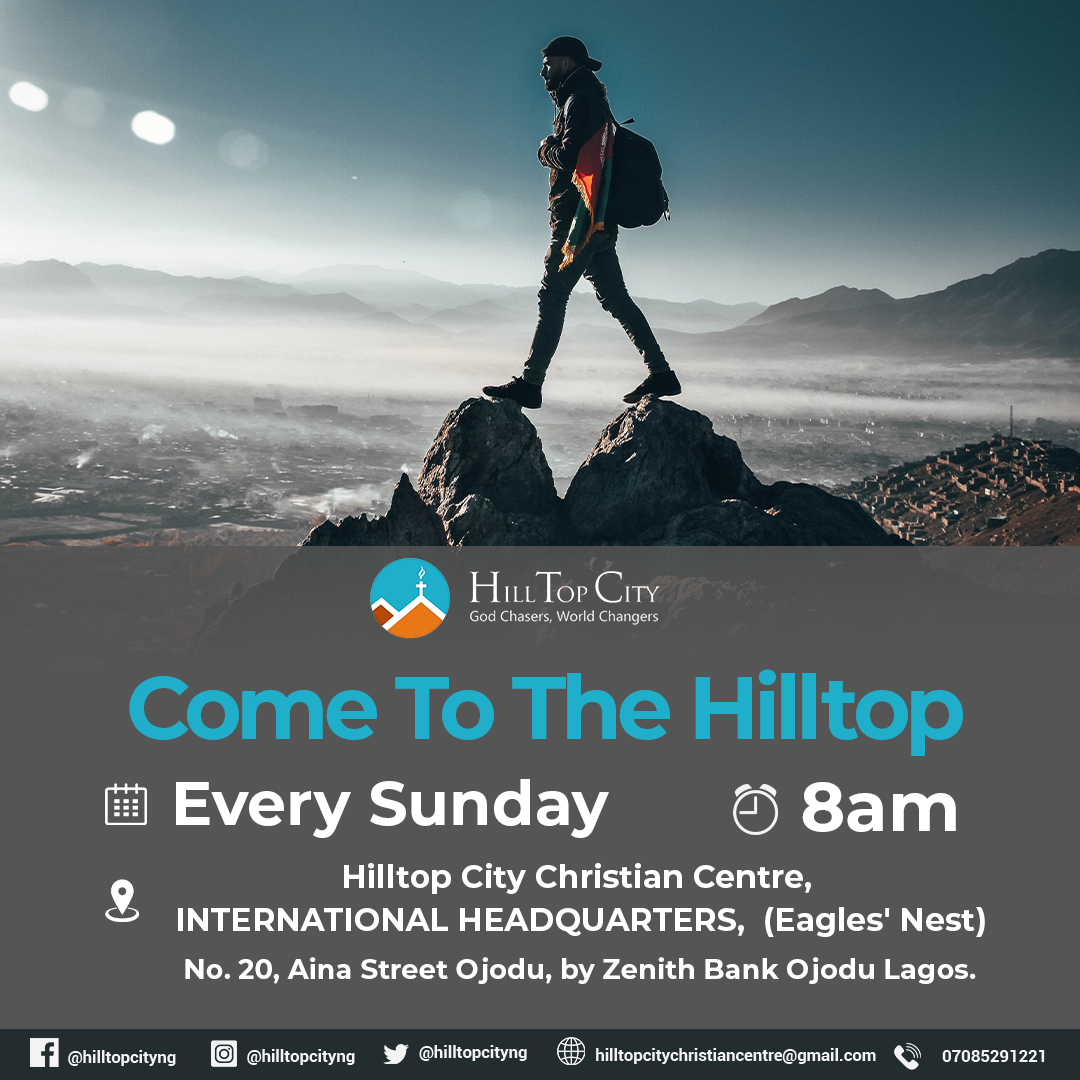 HILL TOP CITY
God Chasers, World Changers
Come To The Hilltop
Every Sunday
8am
Hilltop City Christian Centre,
INTERNATIONAL HEADQUARTERS, (Eagles' Nest)
No. 20, Aina Street Ojodu, by Zenith Bank Ojodu Lagos.
@hilltopcityng
@hilltopcityng
@hilltopcityng
hilltopcitychristiancentre@gmail.com
07085291221